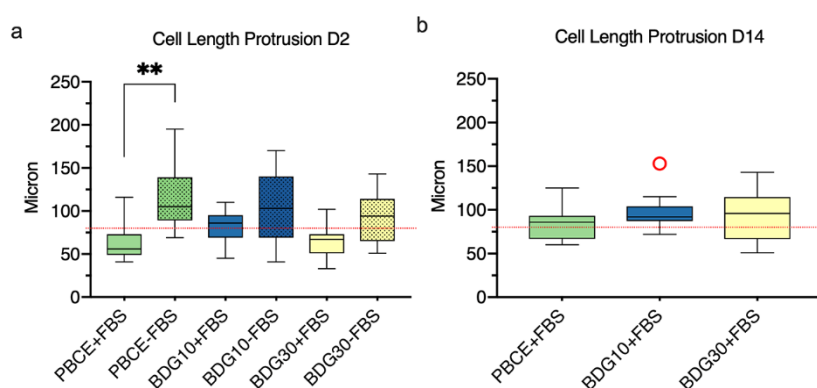 a
Cell Length Protrusion D2
**
Micron
250
200
150
100
50
0
PBCE+FBS
PBCE-FBS
BDG10+FBS
BDG10-FBS
BDG30+FBS
BDG30-FBS
b
Cell Length Protrusion D14
Micron
250
200
150
100
50
0
PBCE+FBS
BDG10+FBS
BDG30+FBS